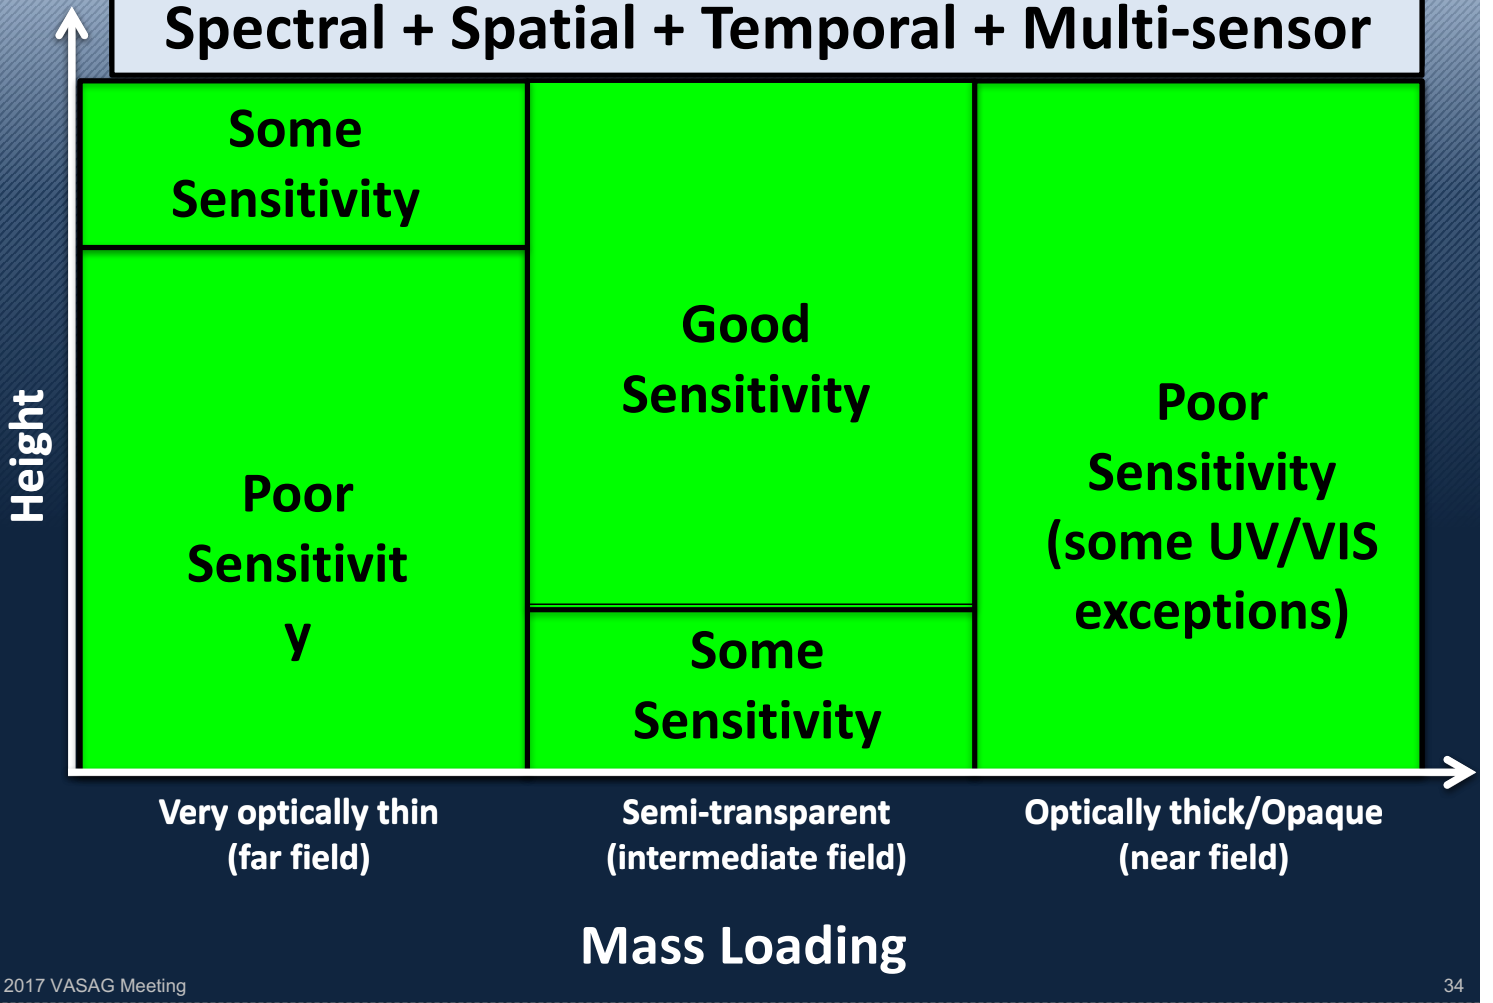 Spectral + Spatial + Temporal + Multi-sensor
Some
Sensitivity
Poor
Sensitivit
y
Good
Sensitivity
Some
Sensitivity
Poor
Sensitivity
(some UV/VIS
exceptions)
Height
Very optically thin
(far field)
Semi-transparent
(intermediate field)
Optically thick/Opaque
(near field)
Mass Loading
2017 VASAG Meeting
34